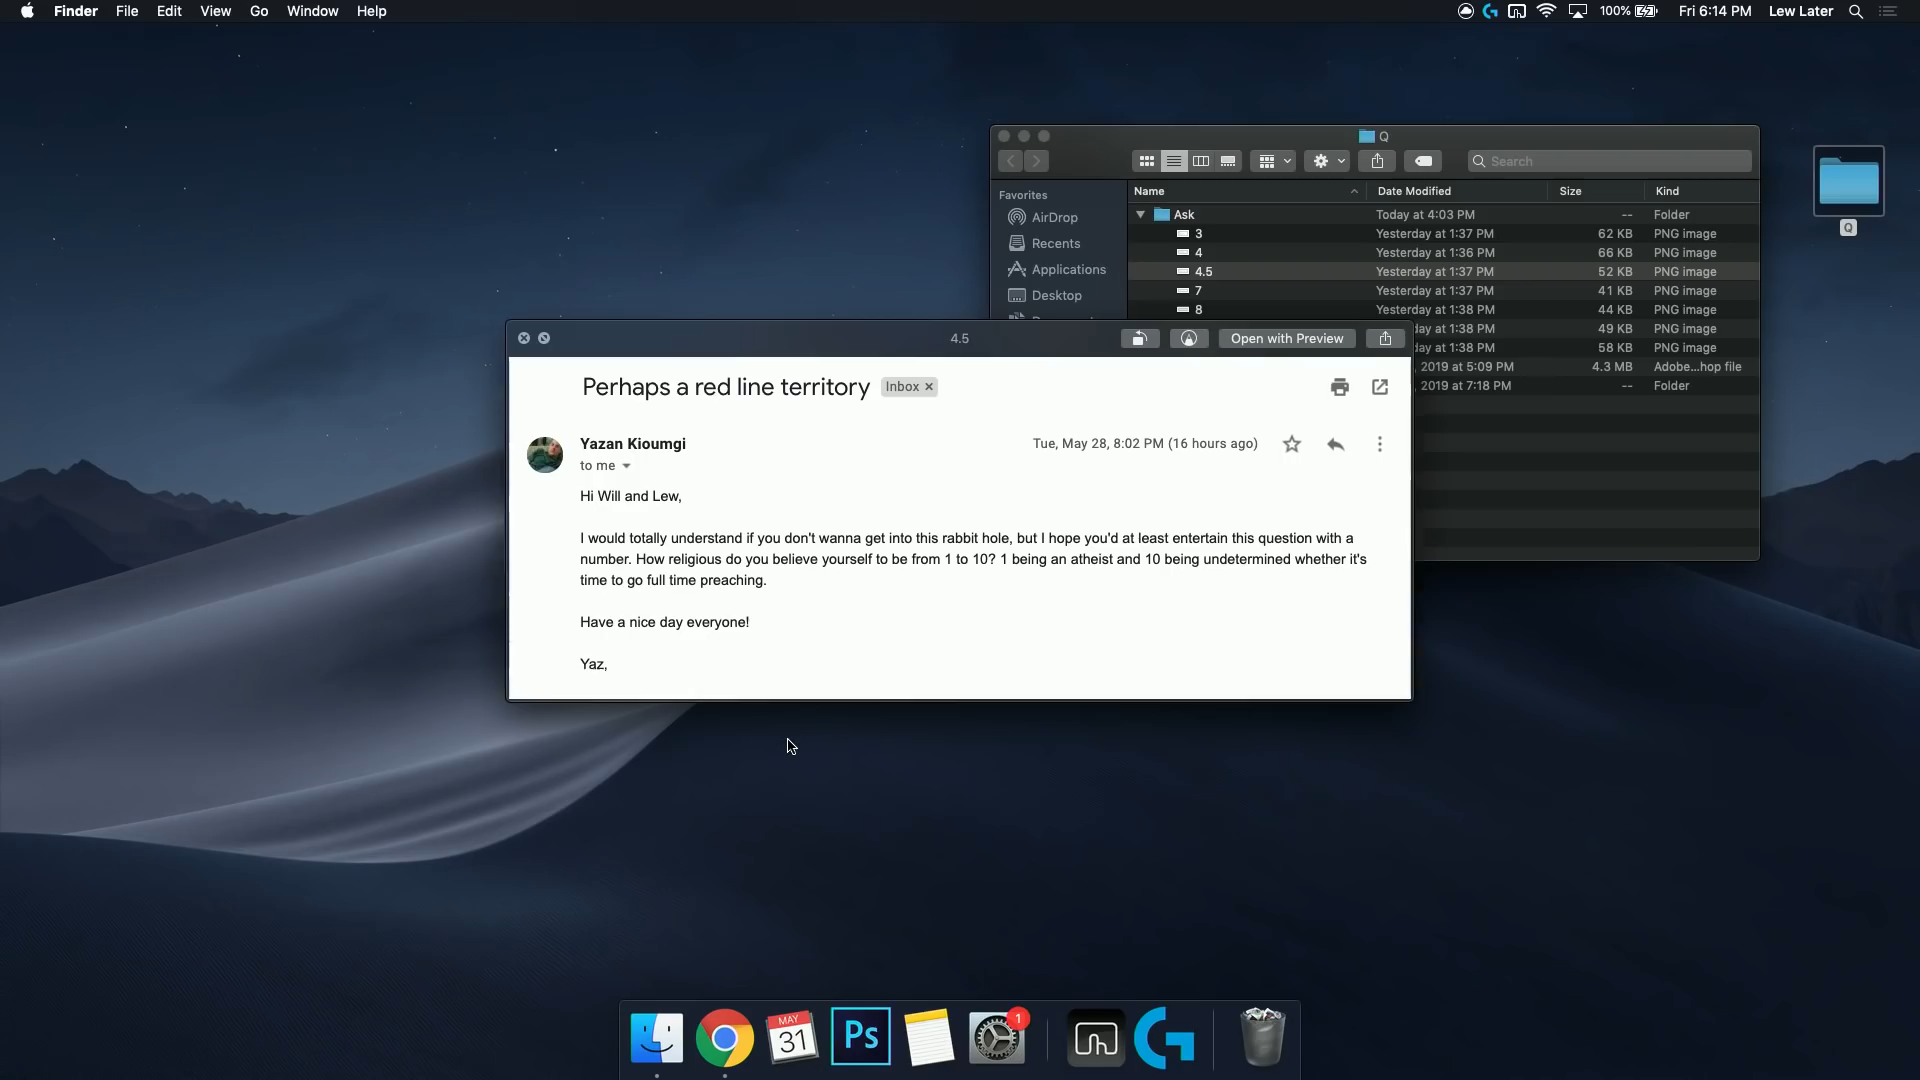 Finder File Edit View Go Window Help
100% Fri 6:14 PM Lew Later
Q
Search
Favorites
AirDrop
Recents
Applications
Desktop
Name Date Modified Size Kind
Ask Today at 4:03 PM -- Folder
3 Yesterday at 1:37 PM 62 KB PNG image
4 Yesterday at 1:36 PM 66 KB PNG image
4.5 Yesterday at 1:37 PM 52 KB PNG image
7 Yesterday at 1:37 PM 41 KB PNG image
8 Yesterday at 1:38 PM 44 KB PNG image
day at 1:38 PM 49 KB PNG image
day at 1:38 PM 58 KB PNG image
, 2019 at 5:09 PM 4.3 MB Adobe...hop file
, 2019 at 7:18 PM -- Folder
Q
4.5
Open with Preview
Perhaps a red line territory Inbox ×
Yazan Kioumgi Tue, May 28, 8:02 PM (16 hours ago)
to me
Hi Will and Lew,
I would totally understand if you don't wanna get into this rabbit hole, but I hope you'd at least entertain this question with a
number. How religious do you believe yourself to be from 1 to 10? 1 being an atheist and 10 being undetermined whether it's
time to go full time preaching.
Have a nice day everyone!
Yaz,
MAY
31
Ps
1